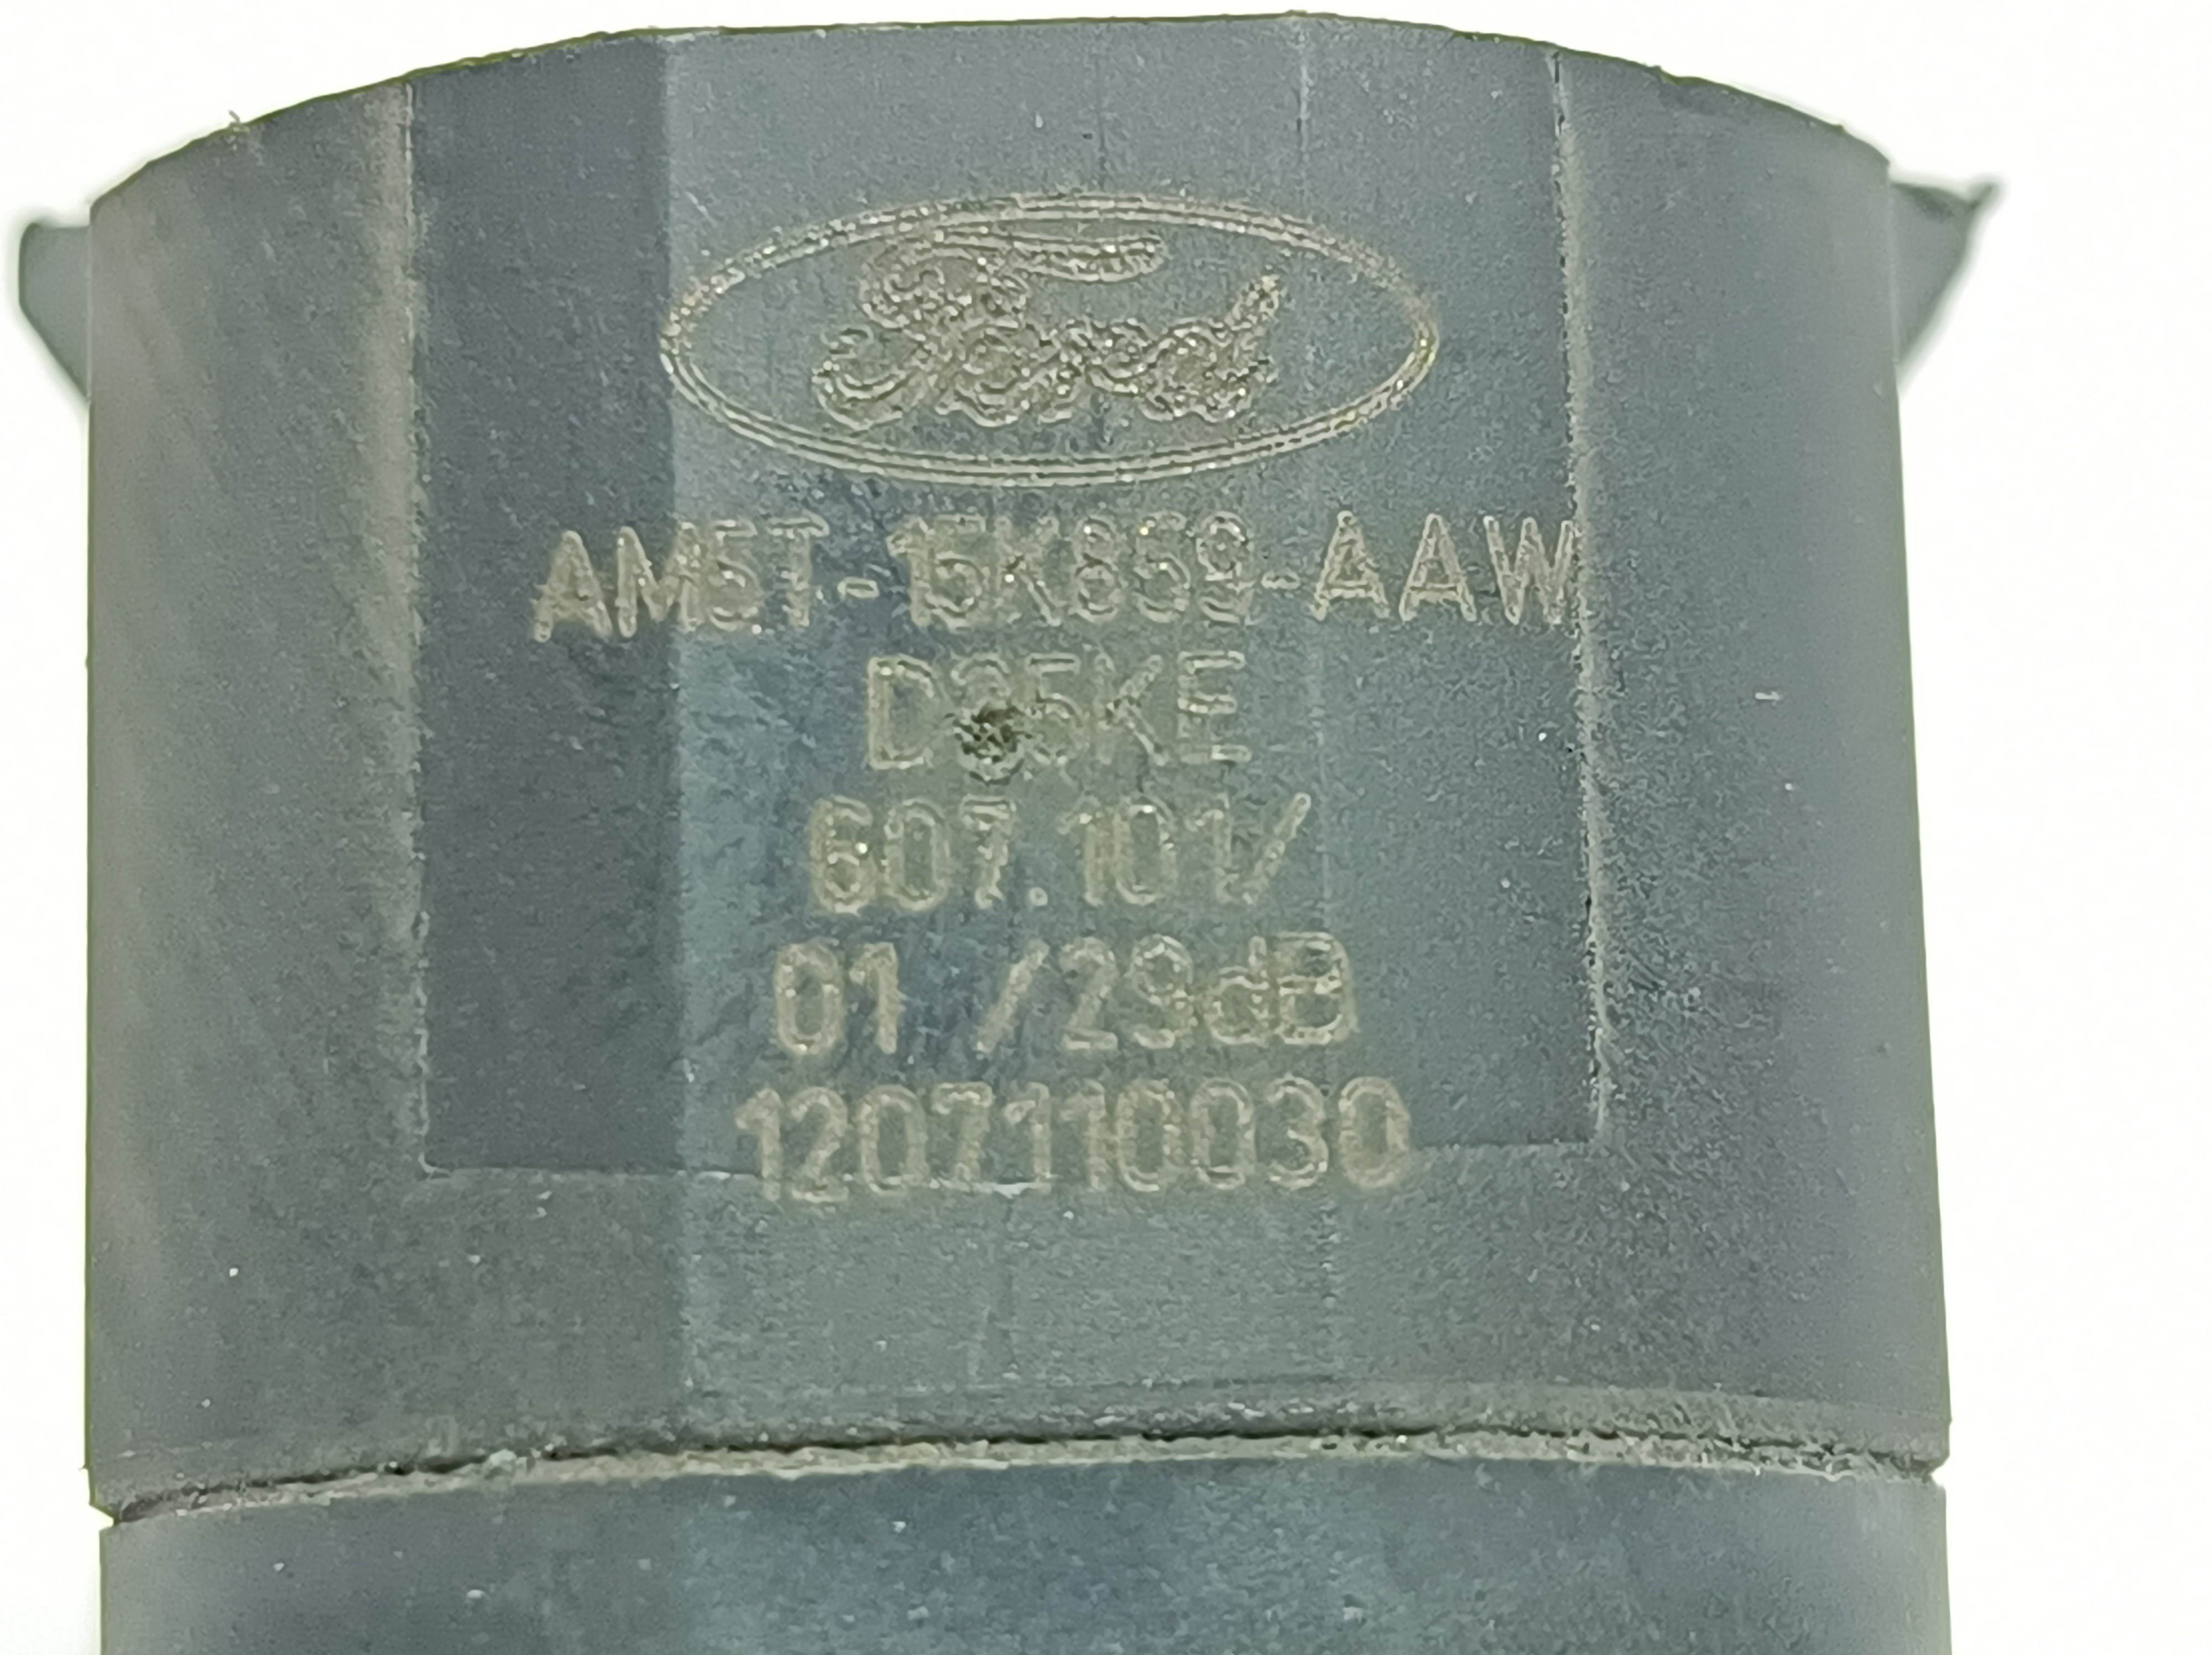 Ford
AM5T-15K859-AAW
D35KE
607.101/
01 /29dB
1207110030